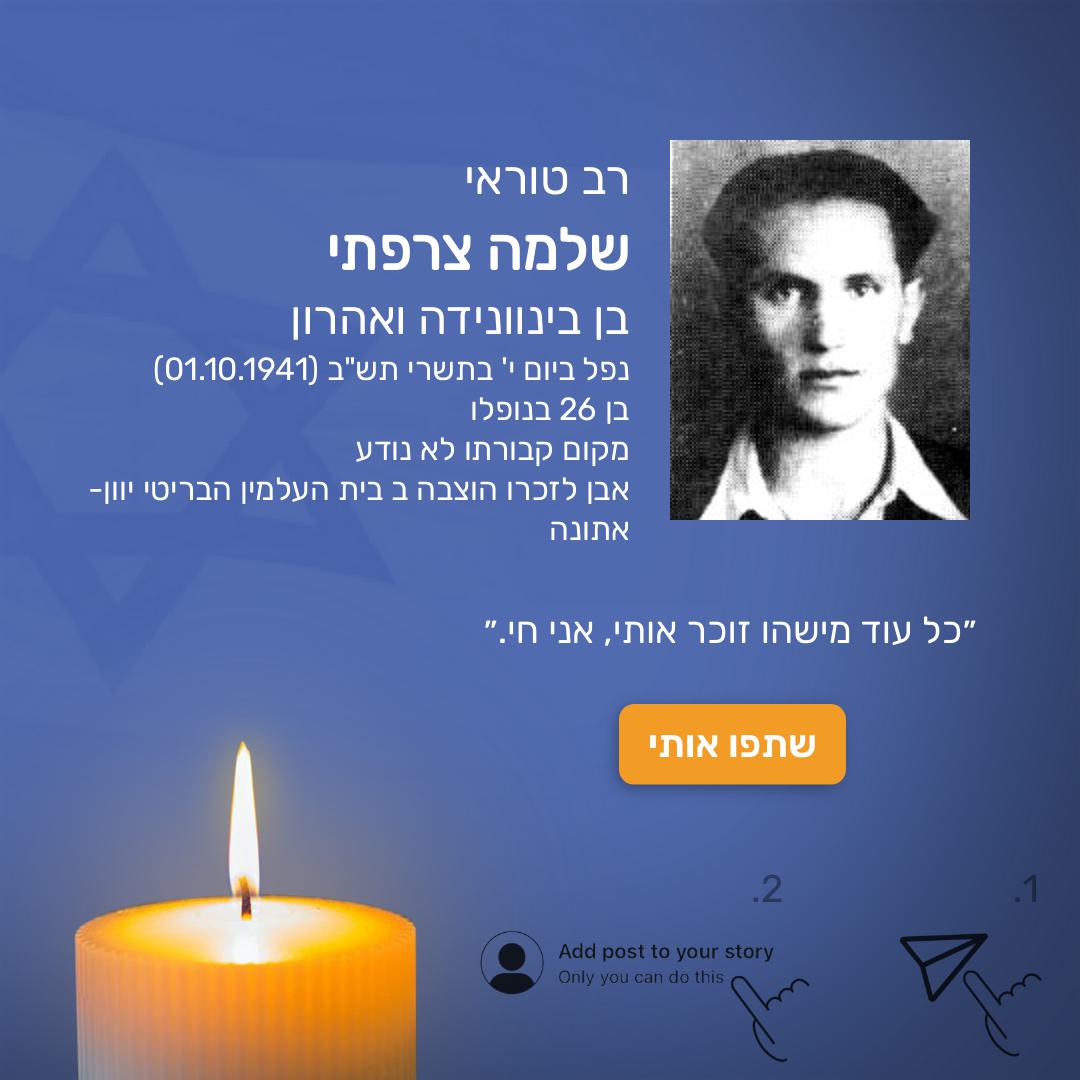 רב טוראי
שלמה צרפתי
בן בינוונידה ואהרון
נפל ביום י' בתשרי תש"ב (01.10.1941)
בן 26 בנופלו
מקום קבורתו לא נודע
אבן לזכרו הוצבה ב בית העלמין הבריטי יוון-
אתונה
״כל עוד מישהו זוכר אותי, אני חי.״
שתפו אותי
1.
2.
Add post to your story
Only you can do this